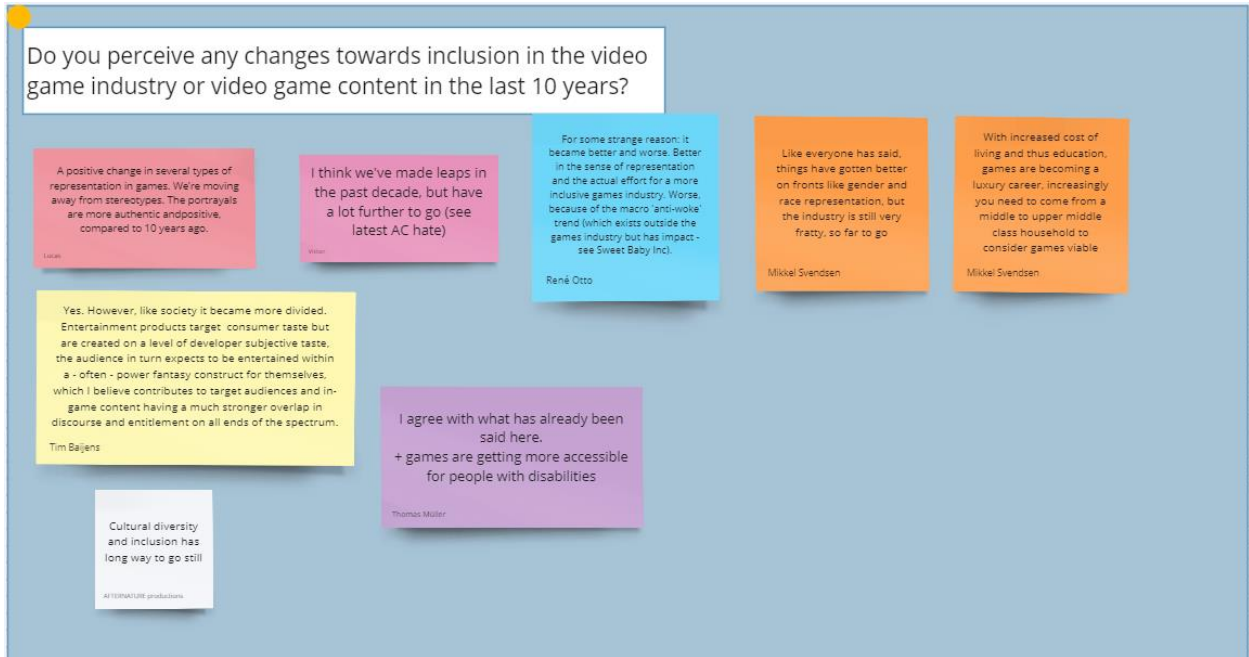 Do you perceive any changes towards inclusion in the video
game industry or video game content in the last 10 years?
A positive change in several types of
representation in games. We're moving
away from stereotypes. The portrayals
are more authentic andpositive,
compared to 10 years ago.
Lucas
I think we've made leaps in
the past decade, but have
a lot further to go (see
latest AC hate)
For some strange reason: it
became better and worse. Better
in the sense of representation
and the actual effort for a more
inclusive games industry. Worse,
because of the macro 'anti-woke'
trend (which exists outside the
games industry but has impact -
see Sweet Baby Inc).
René Otto
Like everyone has said,
things have gotten better
on fronts like gender and
race representation, but
the industry is still very
fratty, so far to go
Mikkel Svendsen
With increased cost of
living and thus education,
games are becoming a
luxury career, increasingly
you need to come from a
middle to upper middle
class household to
consider games viable
Mikkel Svendsen
Yes. However, like society it became more divided.
Entertainment products target consumer taste but
are created on a level of developer subjective taste,
the audience in turn expects to be entertained within
a - often - power fantasy construct for themselves,
which I believe contributes to target audiences and in-
game content having a much stronger overlap in
discourse and entitlement on all ends of the spectrum.
Tim Baijens
I agree with what has already been
said here.
+ games are getting more accessible
for people with disabilities
Thomas Müller
Cultural diversity
and inclusion has
long way to go still
AFTERNATURE productions